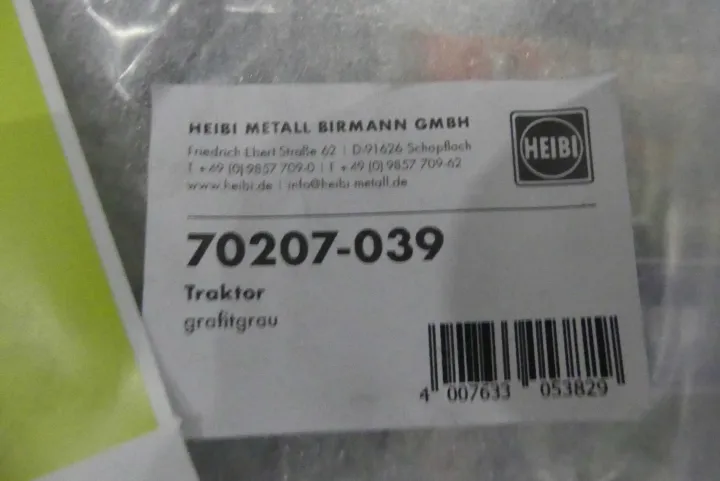 HEIBI METALL BIRMANN GMBH
Friedrich Ebert Straße 62 | D-91626 Schopfloch
T +49 (0) 9857 709-0 | F +49 (0) 9857 709-62
www.heibi.de | info@heibi-metall.de
HEIBI
70207-039
Traktor
grafitgrau
4 007633 053829